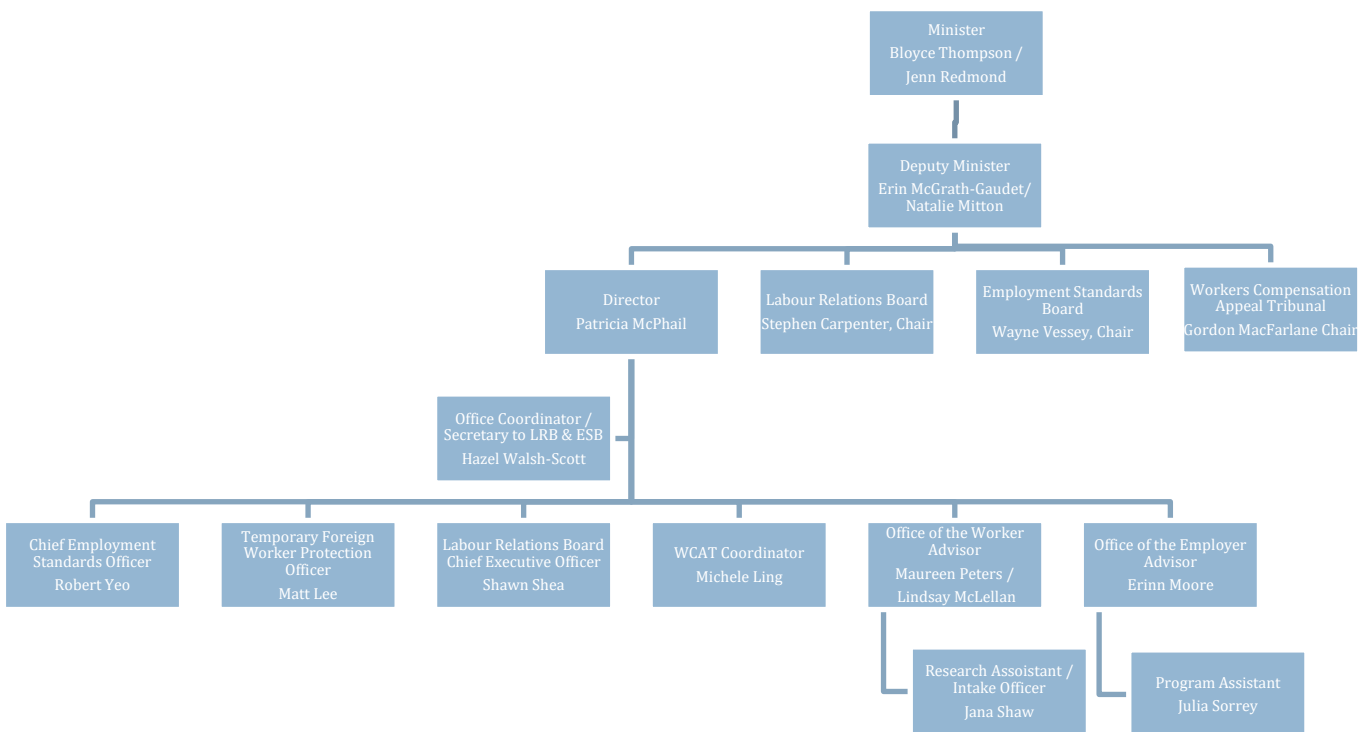 Minister
Bloyce Thompson /
Jenn Redmond
Deputy Minister
Erin McGrath-Gaudet/
Natalie Mitton
Director
Patricia McPhail
Labour Relations Board
Stephen Carpenter, Chair
Employment Standards
Board
Wayne Vessey, Chair
Workers Compensation
Appeal Tribunal
Gordon MacFarlane Chair
Office Coordinator /
Secretary to LRB & ESB
Hazel Walsh-Scott
Chief Employment
Standards Officer
Robert Yeo
Temporary Foreign
Worker Protection
Officer
Matt Lee
Labour Relations Board
Chief Executive Officer
Shawn Shea
WCAT Coordinator
Michele Ling
Office of the Worker
Advisor
Maureen Peters /
Lindsay McLellan
Office of the Employer
Advisor
Erinn Moore
Research Assoistant /
Intake Officer
Jana Shaw
Program Assistant
Julia Sorrey